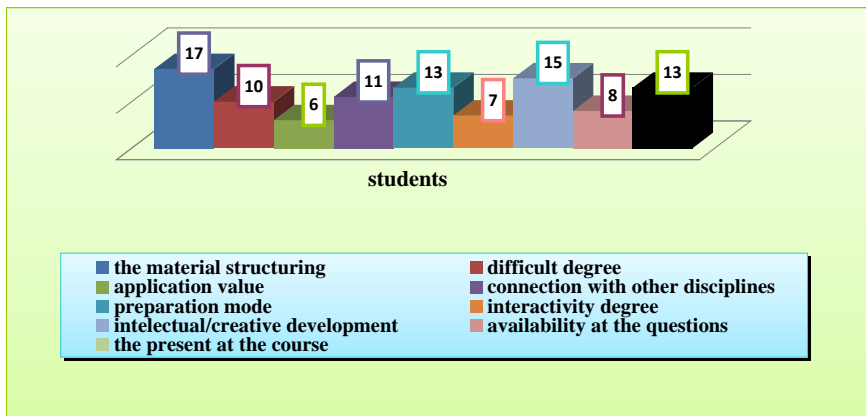 17
10
6
11
13
7
15
8
13
students
the material structuring
difficult degree
application value
connection with other disciplines
preparation mode
interactivity degree
intelectual/creative development
availability at the questions
the present at the course